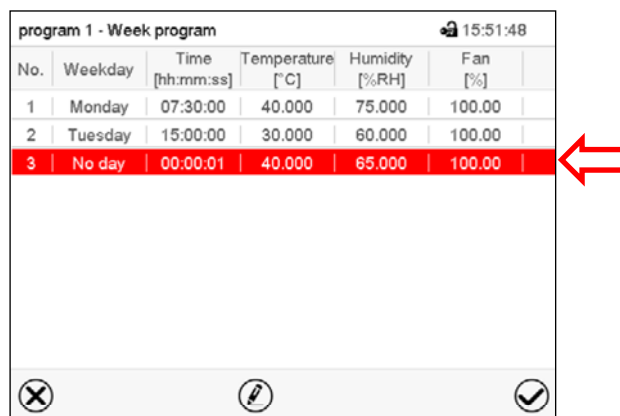 program 1 - Week program 15:51:48
No. Weekday Time [hh:mm:ss] Temperature [°C] Humidity [%RH] Fan [%]
1 Monday 07:30:00 40.000 75.000 100.00
2 Tuesday 15:00:00 30.000 60.000 100.00
3 No day 00:00:01 40.000 65.000 100.00